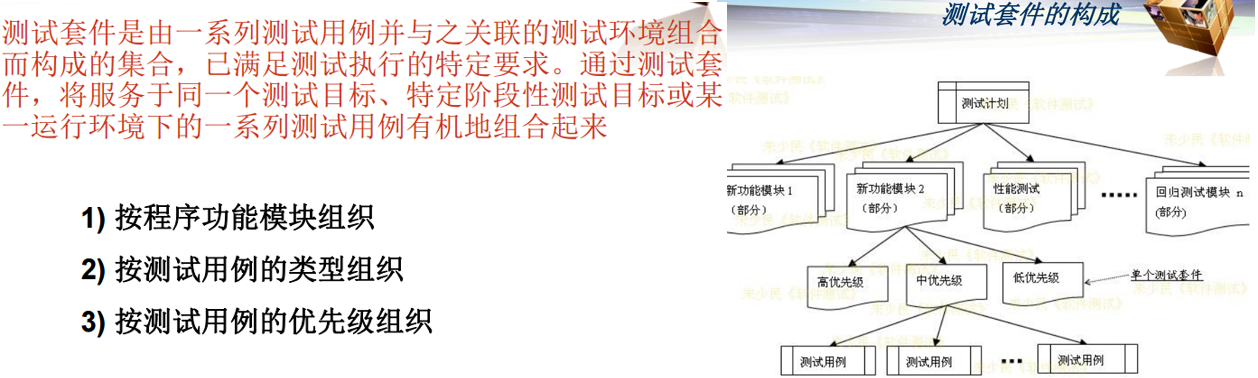 测试套件是由一系列测试用例并与之关联的测试环境组合
而构成的集合，已满足测试执行的特定要求。通过测试套
件，将服务于同一个测试目标、特定阶段性测试目标或某
一运行环境下的一系列测试用例有机地组合起来
1) 按程序功能模块组织
2) 按测试用例的类型组织
3) 按测试用例的优先级组织
测试套件的构成
测试计划
新功能模块 1
（部分）
新功能模块 2
（部分）
性能测试
（部分）
回归测试模块 n
(部分)
高优先级
中优先级
低优先级
单个测试套件
测试用例
测试用例
测试用例